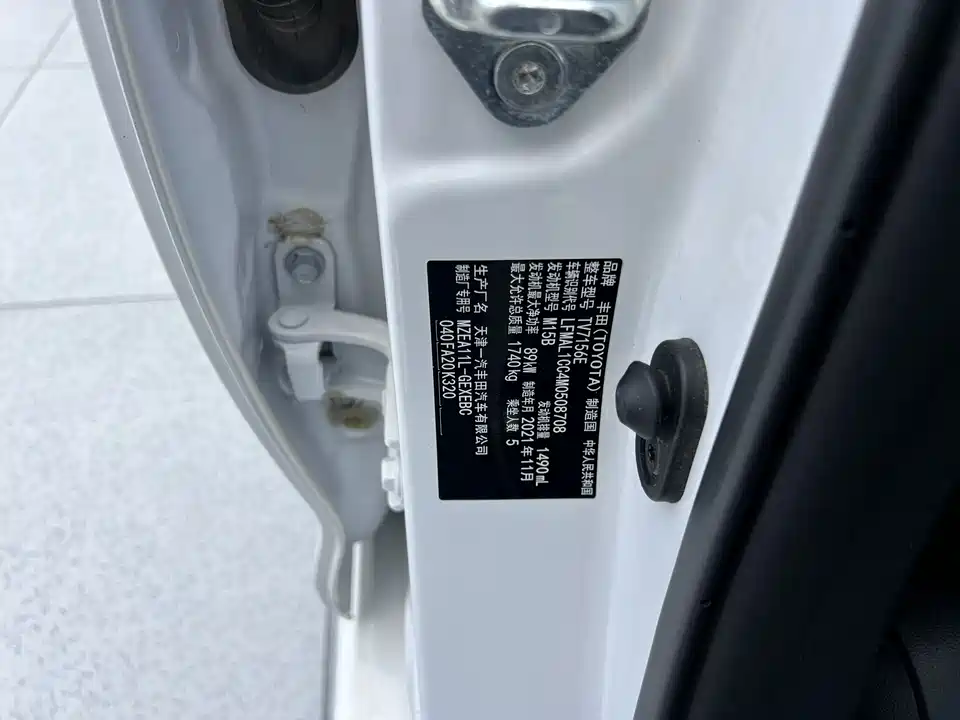 品牌 丰田(TOYOTA) 制造国 中华人民共和国
整车型号 TV7156E
车辆识别代号 LFMAL1CC4M0508708
发动机型号 M15B 发动机排量 1490mL
发动机最大净功率 89kW 制造年月 2021年11月
最大允许总质量 1740kg 乘坐人数 5
生产厂名 天津一汽丰田汽车有限公司
制造厂专用号 MZEA11L-GEXEBC
040 FA20 K320